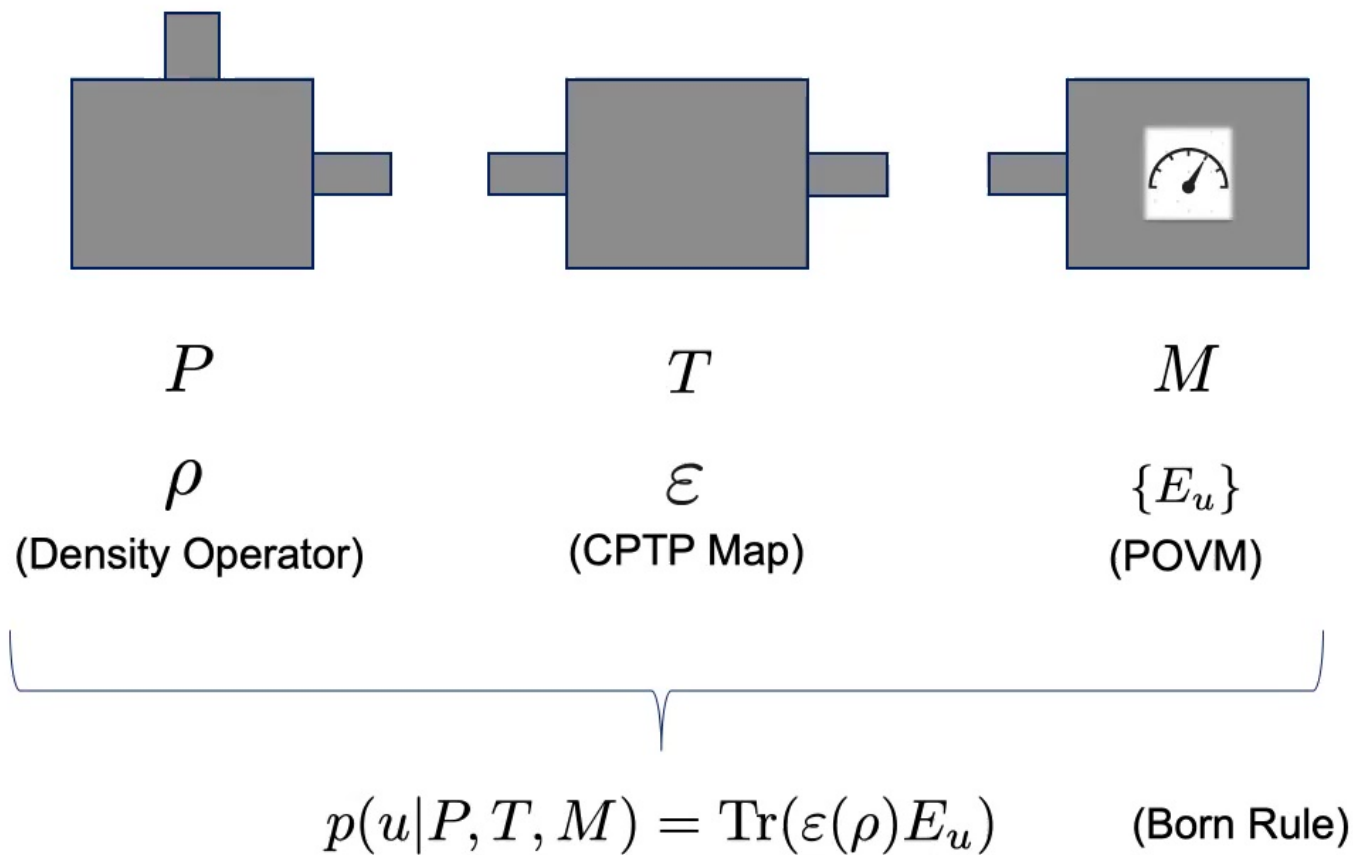 P T M
ρ ε {E_u}
(Density Operator) (CPTP Map) (POVM)
p(u|P, T, M) = Tr(ε(ρ)E_u) (Born Rule)